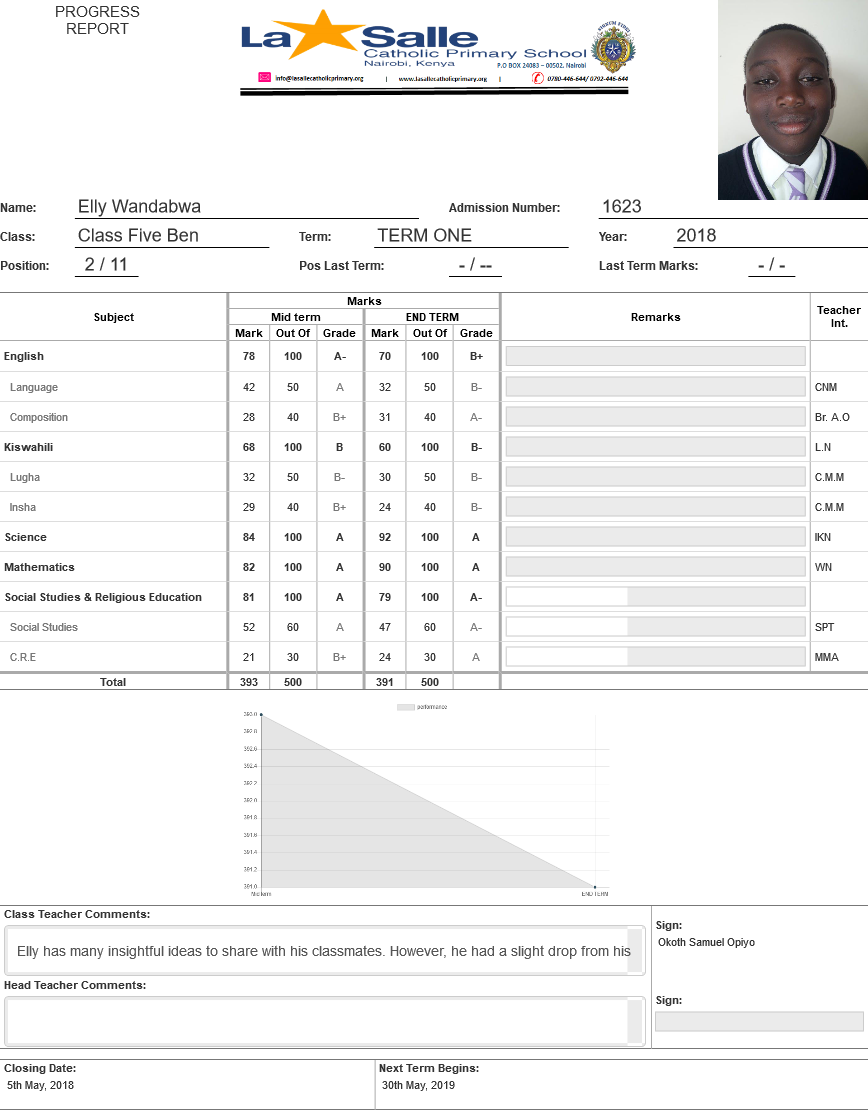 PROGRESS
REPORT
La Salle
Catholic Primary School
Nairobi, Kenya
P.O BOX 24083 – 00502. Nairobi
info@lasallecatholicprimary.org | www.lasallecatholicprimary.org | 0780-446-644/ 0792-446-644
Name: Elly Wandabwa Admission Number: 1623
Class: Class Five Ben Term: TERM ONE Year: 2018
Position: 2 / 11 Pos Last Term: - / -- Last Term Marks: - / -
Subject Marks Remarks Teacher Int.
Mid term END TERM
Mark Out Of Grade Mark Out Of Grade
English 78 100 A- 70 100 B+
Language 42 50 A 32 50 B- CNM
Composition 28 40 B+ 31 40 A- Br. A.O
Kiswahili 68 100 B 60 100 B- L.N
Lugha 32 50 B- 30 50 B- C.M.M
Insha 29 40 B+ 24 40 B- C.M.M
Science 84 100 A 92 100 A IKN
Mathematics 82 100 A 90 100 A WN
Social Studies & Religious Education 81 100 A 79 100 A-
Social Studies 52 60 A 47 60 A- SPT
C.R.E 21 30 B+ 24 30 A MMA
Total 393 500 391 500
performance
393.0
392.8
392.6
392.4
392.2
392.0
391.8
391.6
391.4
391.2
391.0
Mid term END TERM
Class Teacher Comments:
Elly has many insightful ideas to share with his classmates. However, he had a slight drop from his
Sign:
Okoth Samuel Opiyo
Head Teacher Comments:
Sign:
Closing Date: Next Term Begins:
5th May, 2018 30th May, 2019